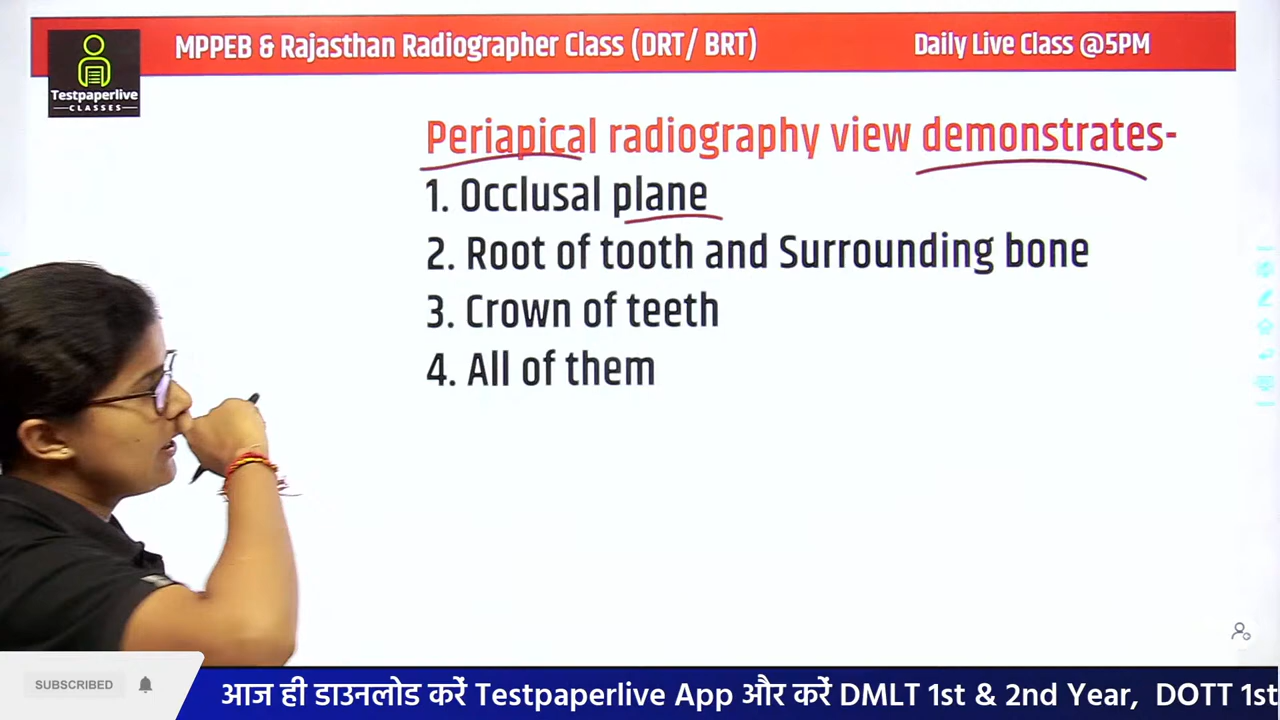 MPPEB & Rajasthan Radiographer Class (DRT/ BRT)
Daily Live Class @5PM
Testpaperlive
CLASSES
Periapical radiography view demonstrates-
1. Occlusal plane
2. Root of tooth and Surrounding bone
3. Crown of teeth
4. All of them
SUBSCRIBED
आज ही डाउनलोड करें Testpaperlive App और करें DMLT 1st & 2nd Year, DOTT 1st